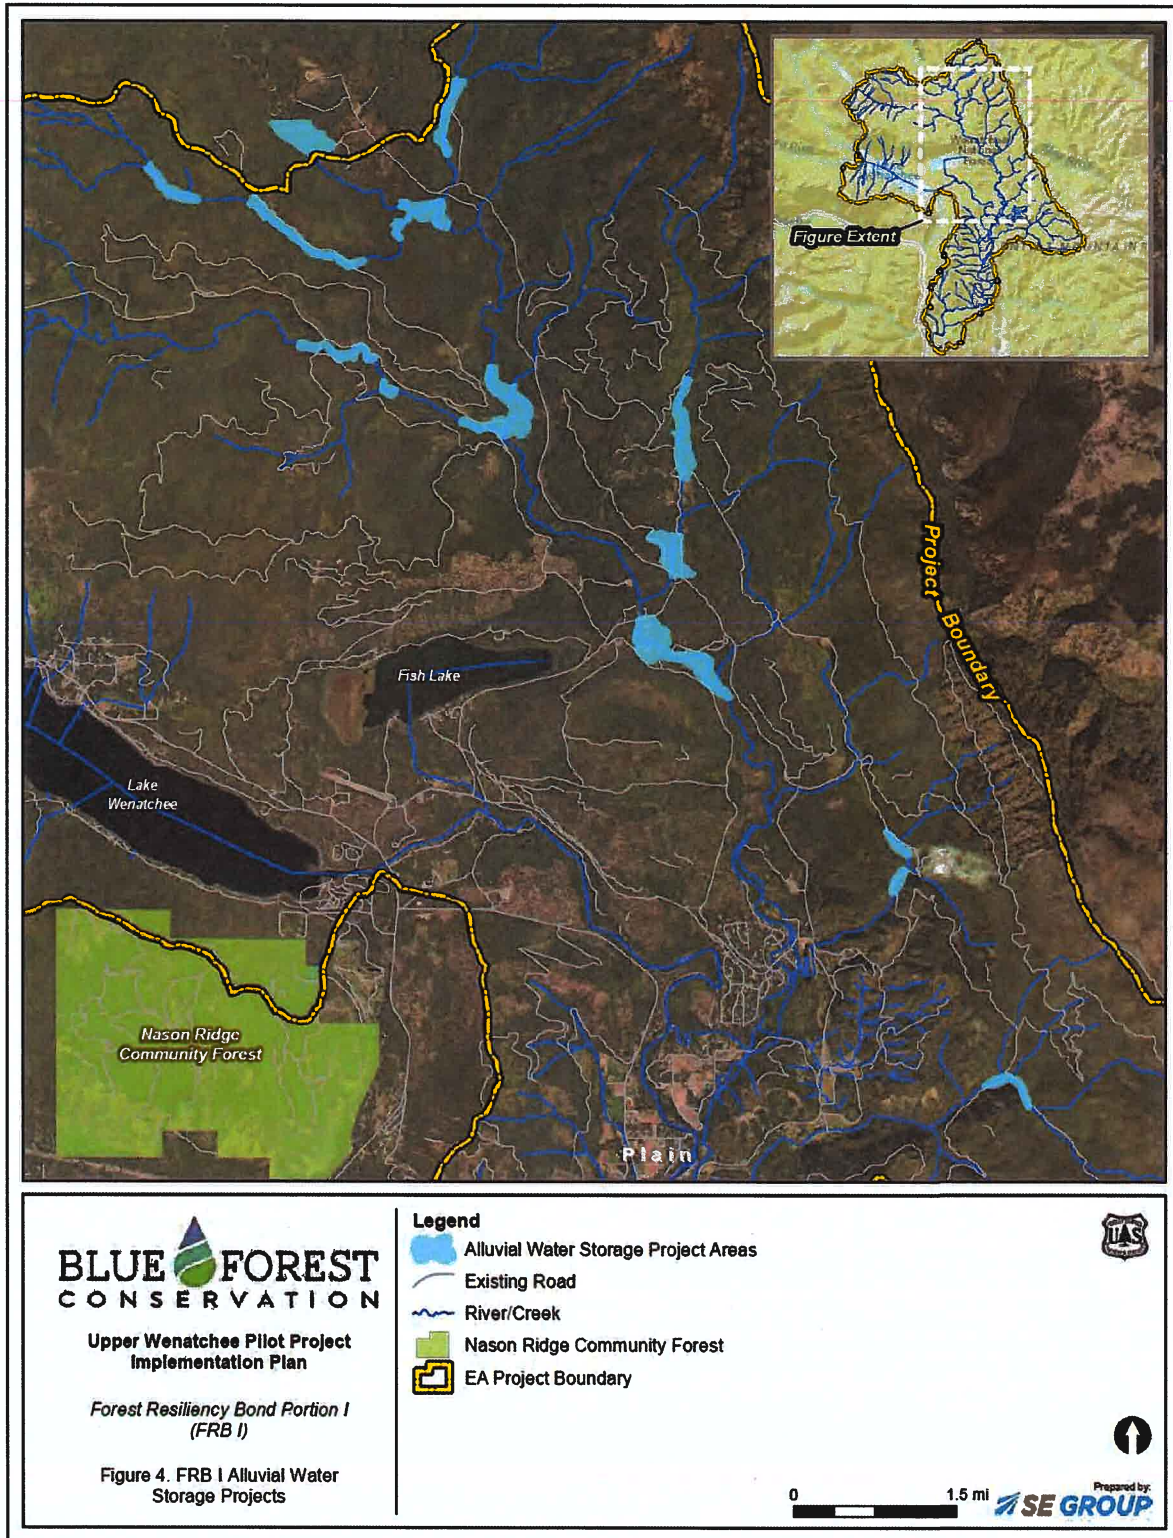 Figure Extent
Project Boundary
Fish Lake
Lake
Wenatchee
Nason Ridge
Community Forest
Plain
BLUE FOREST
CONSERVATION
Upper Wenatchee Pilot Project
Implementation Plan
Forest Resiliency Bond Portion I
(FRB I)
Figure 4. FRB I Alluvial Water
Storage Projects
Legend
Alluvial Water Storage Project Areas
Existing Road
River/Creek
Nason Ridge Community Forest
EA Project Boundary
UAS
0 1.5 mi
Prepared by:
SE GROUP